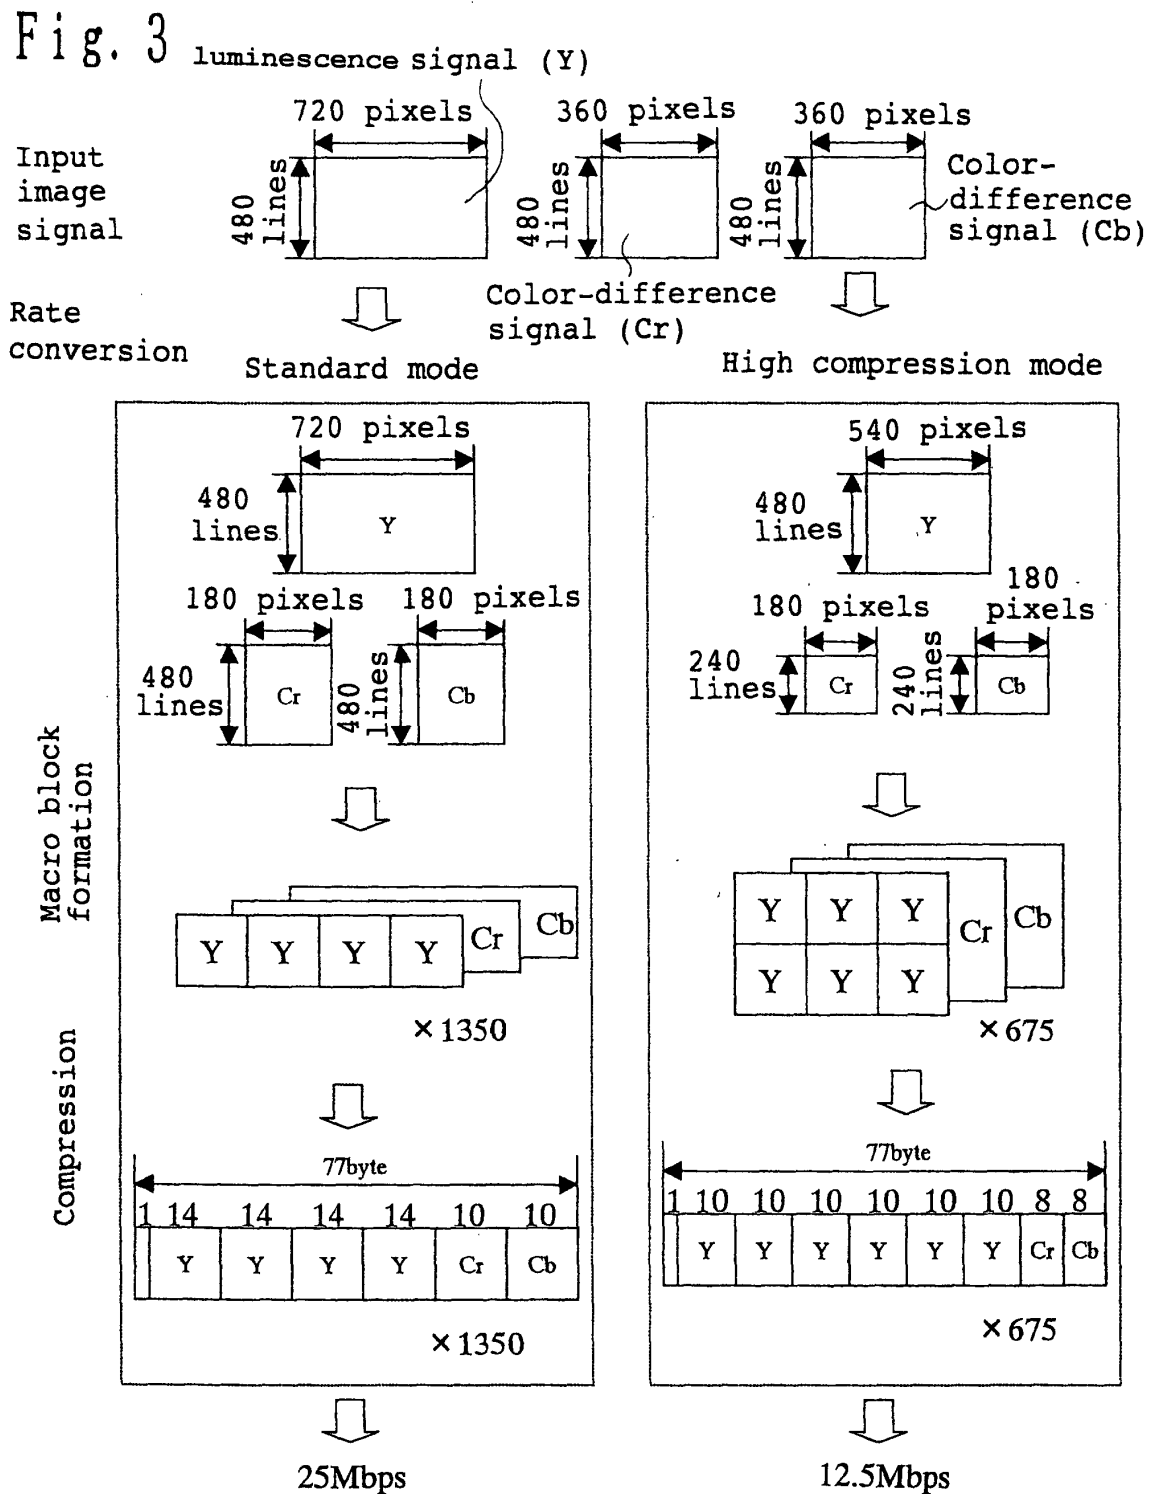 Fig. 3
luminescence signal (Y)
720 pixels
360 pixels
360 pixels
Input
image
signal
480
lines
480
lines
480
lines
Color-
difference
signal (Cb)
Color-difference
signal (Cr)
Rate
conversion
Standard mode
High compression mode
720 pixels
480
lines
Y
180 pixels
180 pixels
480
lines
Cr
480
lines
Cb
540 pixels
480
lines
Y
180 pixels
180
pixels
240
lines
Cr
240
lines
Cb
Macro block
formation
Y Y Y Y Cr Cb
×1350
Y Y Y Cr Cb
Y Y Y
×675
Compression
77byte
1 14 14 14 14 10 10
Y Y Y Y Cr Cb
×1350
77byte
1 10 10 10 10 10 10 8 8
Y Y Y Y Y Y Cr Cb
×675
25Mbps
12.5Mbps